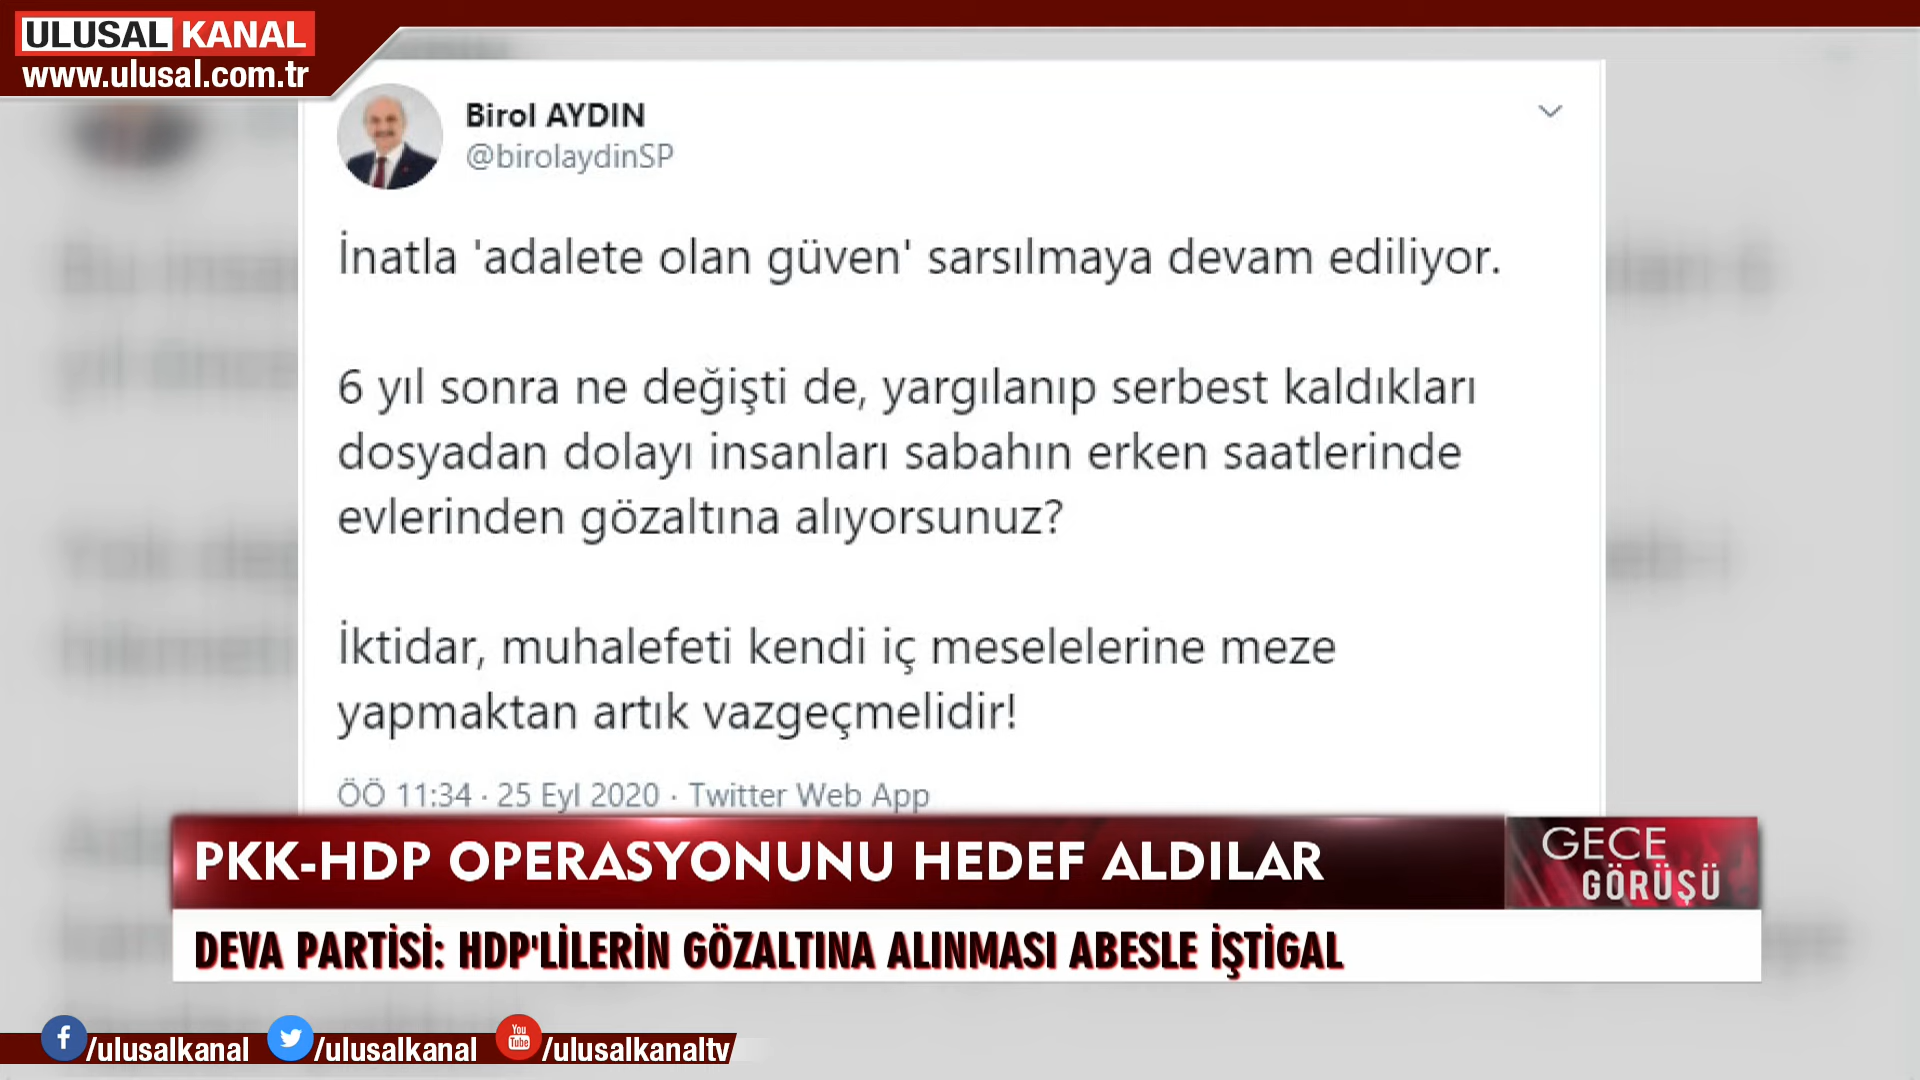 ULUSAL KANAL
www.ulusal.com.tr
Birol AYDIN
@birolaydinSP
İnatla 'adalete olan güven' sarsılmaya devam ediliyor.
6 yıl sonra ne değişti de, yargılanıp serbest kaldıkları
dosyadan dolayı insanları sabahın erken saatlerinde
evlerinden gözaltına alıyorsunuz?
İktidar, muhalefeti kendi iç meselelerine meze
yapmaktan artık vazgeçmelidir!
ÖÖ 11:34 · 25 Eyl 2020 · Twitter Web App
PKK-HDP OPERASYONUNU HEDEF ALDILAR
GECE
GÖRÜŞÜ
DEVA PARTİSİ: HDP'LİLERİN GÖZALTINA ALINMASI ABESLE İŞTİGAL
f /ulusalkanal /ulusalkanal You Tube /ulusalkanaltv